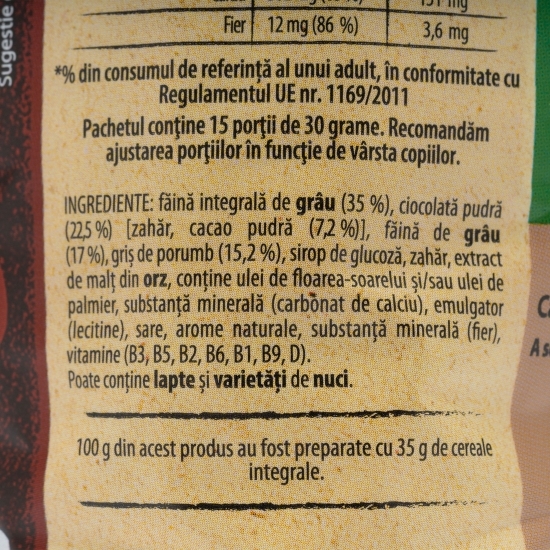 Sugestie
Fier 12 mg (86 %) 3,6 mg
*% din consumul de referință al unui adult, în conformitate cu
Regulamentul UE nr. 1169/2011
Pachetul conține 15 porții de 30 grame. Recomandăm
ajustarea porțiilor în funcție de vârsta copiilor.
INGREDIENTE: făină integrală de grâu (35 %), ciocolată pudră
(22,5 %) [zahăr, cacao pudră (7,2 %)], făină de grâu
(17 %), griș de porumb (15,2 %), sirop de glucoză, zahăr, extract
de malț din orz, conține ulei de floarea-soarelui și/sau ulei de
palmier, substanță minerală (carbonat de calciu), emulgator
(lecitine), sare, arome naturale, substanță minerală (fier),
vitamine (B3, B5, B2, B6, B1, B9, D).
Poate conține lapte și varietăți de nuci.
100 g din acest produs au fost preparate cu 35 g de cereale
integrale.